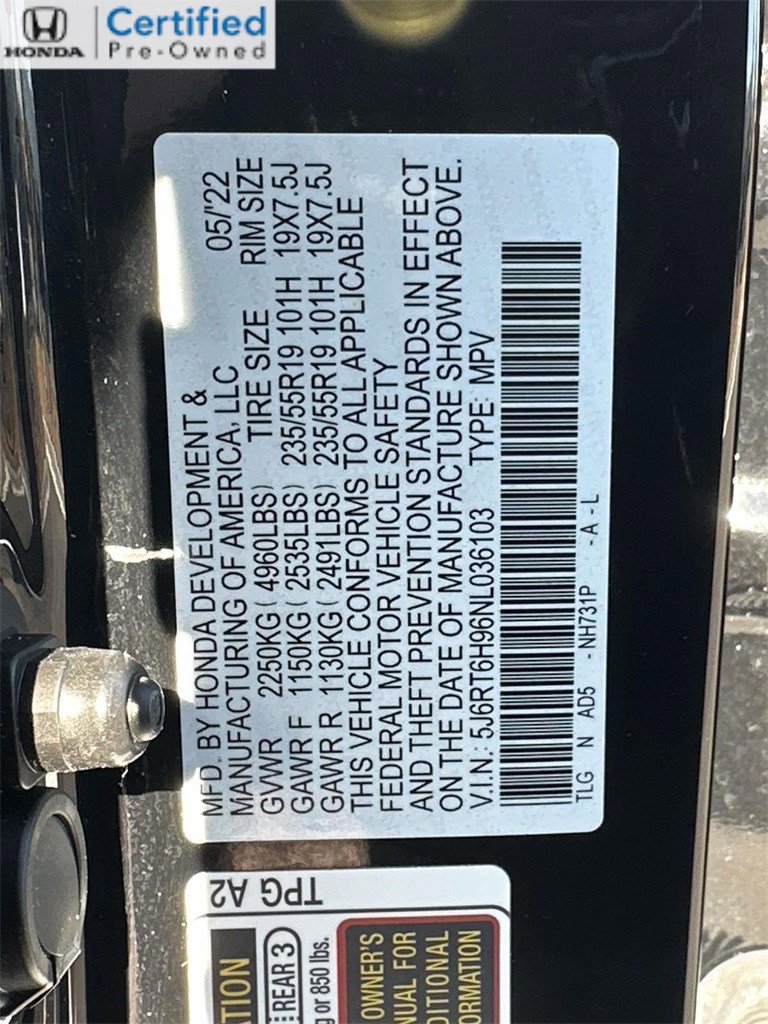 HONDA
Certified
Pre-Owned
MFD. BY HONDA DEVELOPMENT &
MANUFACTURING OF AMERICA, LLC 05/'22
GVWR 2250KG ( 4960LBS) TIRE SIZE RIM SIZE
GAWR F 1150KG ( 2535LBS) 235/55R19 101H 19X7.5J
GAWR R 1130KG ( 2491LBS) 235/55R19 101H 19X7.5J
THIS VEHICLE CONFORMS TO ALL APPLICABLE
FEDERAL MOTOR VEHICLE SAFETY
AND THEFT PREVENTION STANDARDS IN EFFECT
ON THE DATE OF MANUFACTURE SHOWN ABOVE.
V.I.N.: 5J6RT6H96NL036103 TYPE: MPV
TLG N AD5 - NH731P - A - L
TPG A2
REAR 3
or 850 lbs.
OWNER'S
FOR